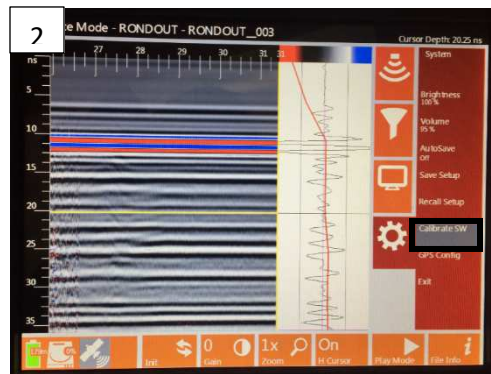 2
te Mode - RONDOUT - RONDOUT__003
Cursor Depth: 20.25 ns
ns
27 28 29 30 31 31
5
10
15
20
25
30
35
System
Brightness
100 %
Volume
95 %
AutoSave
Off
Save Setup
Recall Setup
Calibrate SW
GPS Config
Exit
0%
Init
0
Gain
1x
Zoom
On
H Cursor
Play Mode
i
File Info